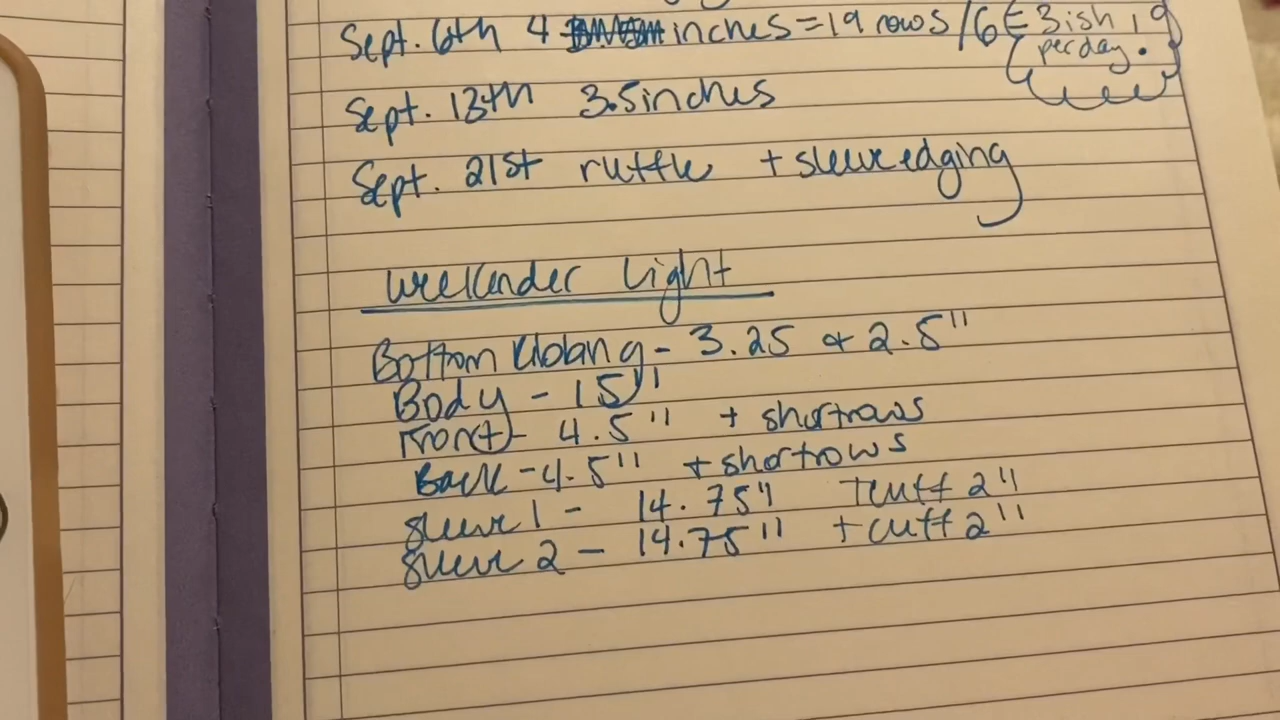 Sept. 6th 4 inches = 19 rows / 6 = 3ish
per day.
Sept. 13th 3.5 inches
Sept. 21st ruffle + sleeve edging
Weekender Light
Bottom Ribbing - 3.25 & 2.5"
Body - 15"
Front - 4.5" + shortrows
Back - 4.5" + shortrows
Sleeve 1 - 14.75" + cuff 2"
Sleeve 2 - 14.75" + cuff 2"